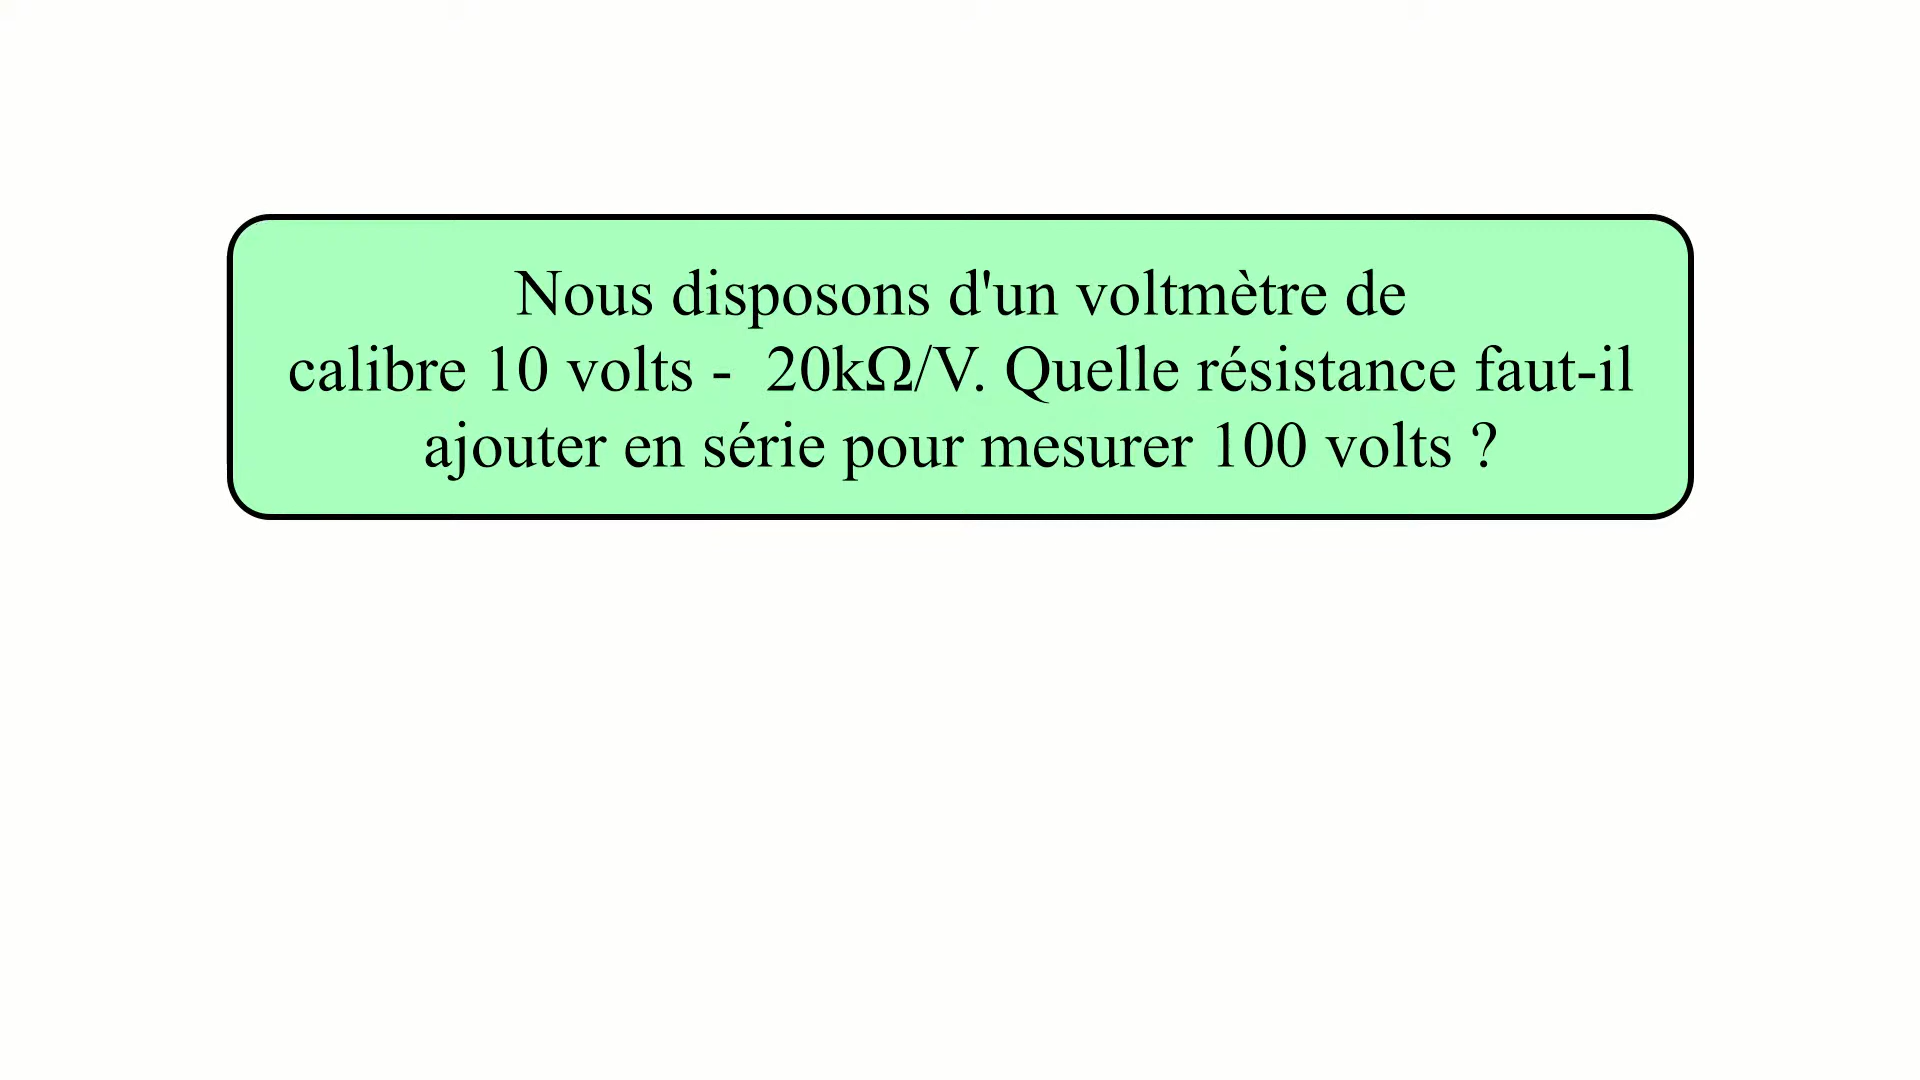 Nous disposons d'un voltmètre de
calibre 10 volts -  20kΩ/V. Quelle résistance faut-il
ajouter en série pour mesurer 100 volts ?